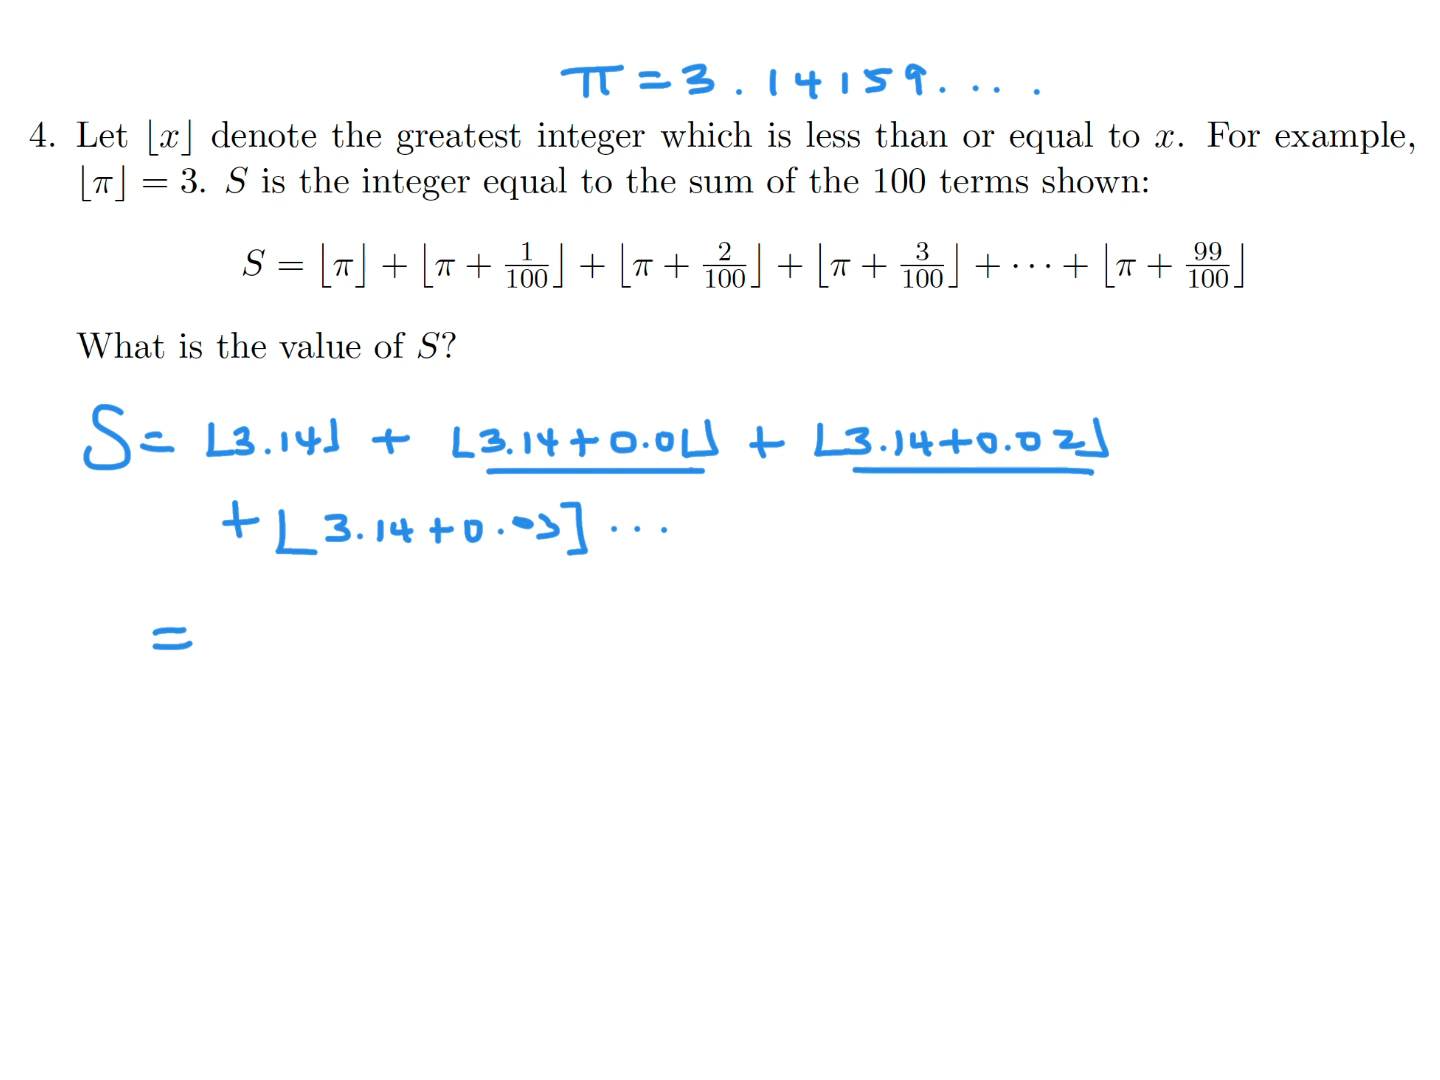 π = 3.14159....
4. Let ⌊x⌋ denote the greatest integer which is less than or equal to x. For example,
⌊π⌋ = 3. S is the integer equal to the sum of the 100 terms shown:
S = ⌊π⌋ + ⌊π + 1/100⌋ + ⌊π + 2/100⌋ + ⌊π + 3/100⌋ + ⋯ + ⌊π + 99/100⌋
What is the value of S?
S = ⌊3.14⌋ + ⌊3.14+0.01⌋ + ⌊3.14+0.02⌋
+ ⌊3.14+0.03] ...
=